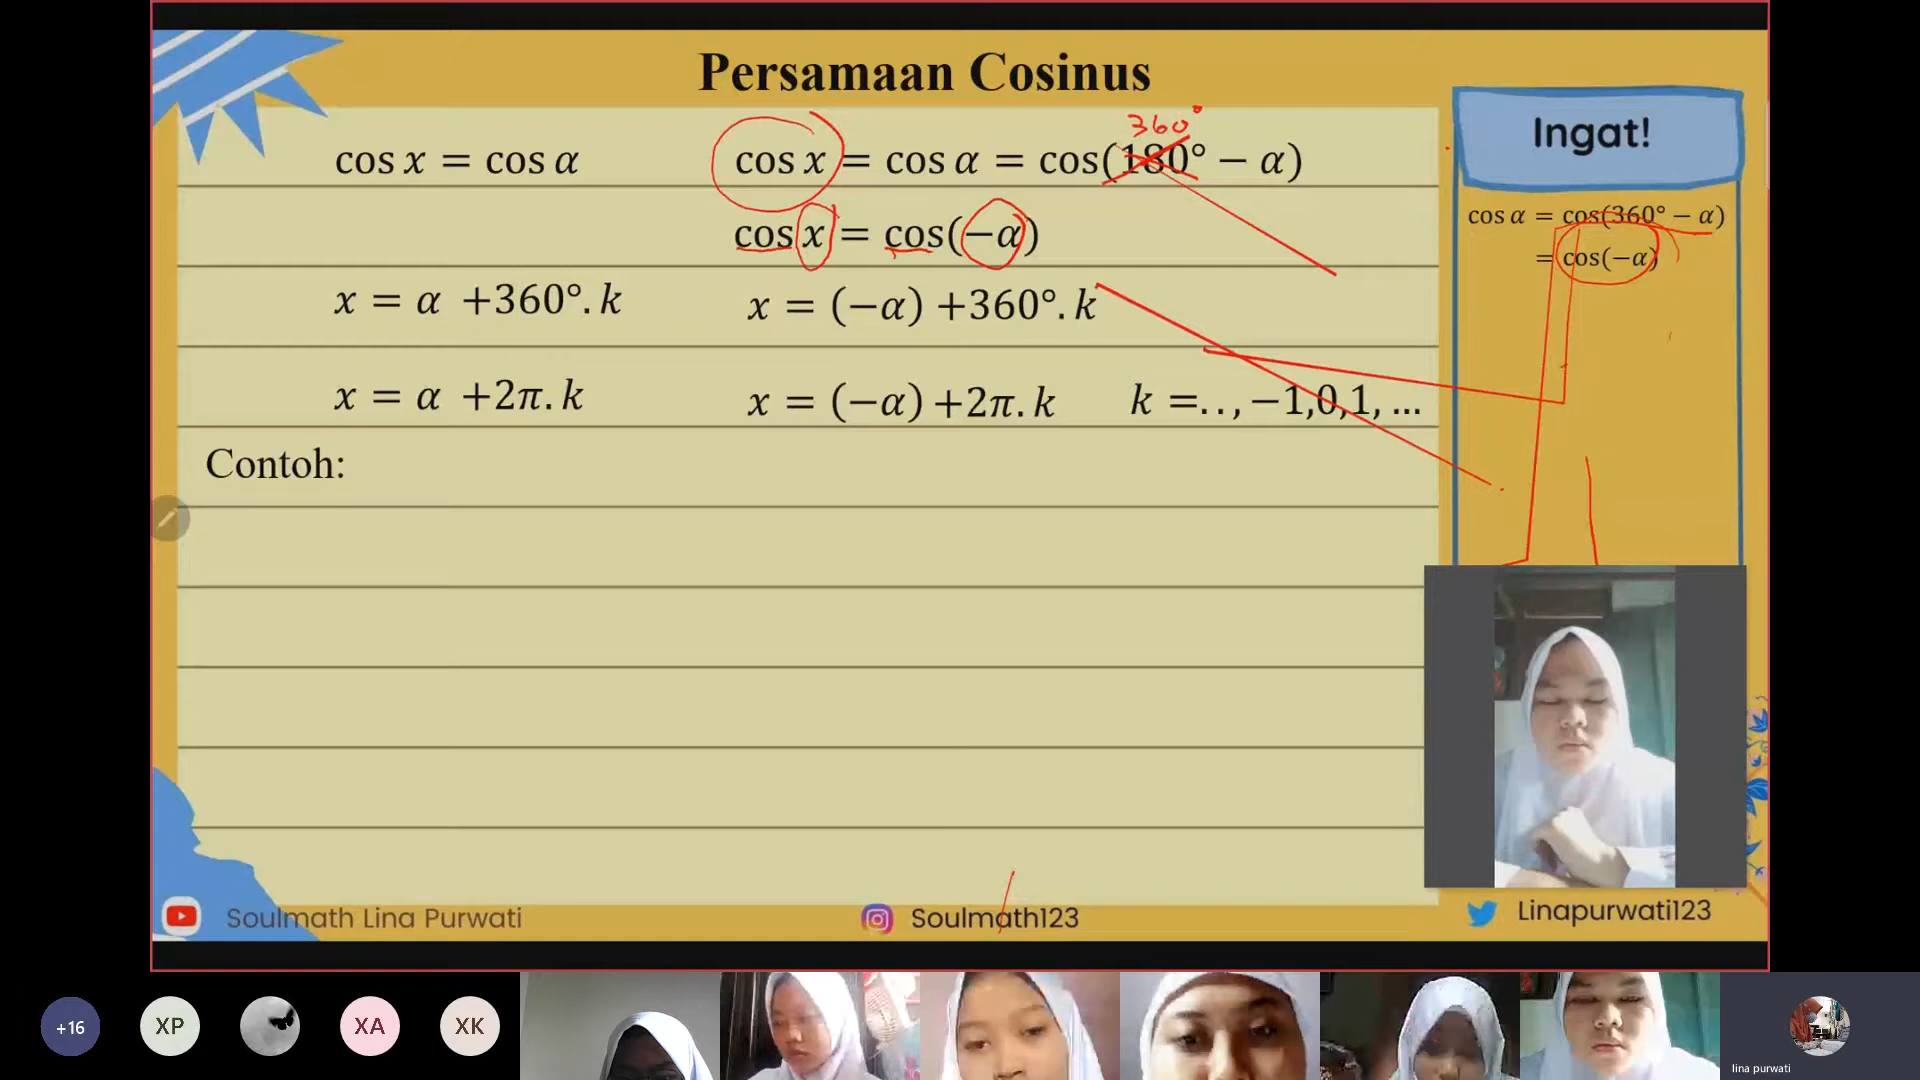 Persamaan Cosinus
Ingat!
360°
cos x = cos α
cos x = cos α = cos(180° − α)
cos x = cos(−α)
cos α = cos(360° − α)
= cos(−α)
x = α +360°. k
x = (−α) +360°. k
x = α +2π. k
x = (−α) +2π. k
k =. . , −1,0,1, ...
Contoh:
Soulmath Lina Purwati
Soulmath123
Linapurwati123
+16
XP
XA
XK
lina purwati